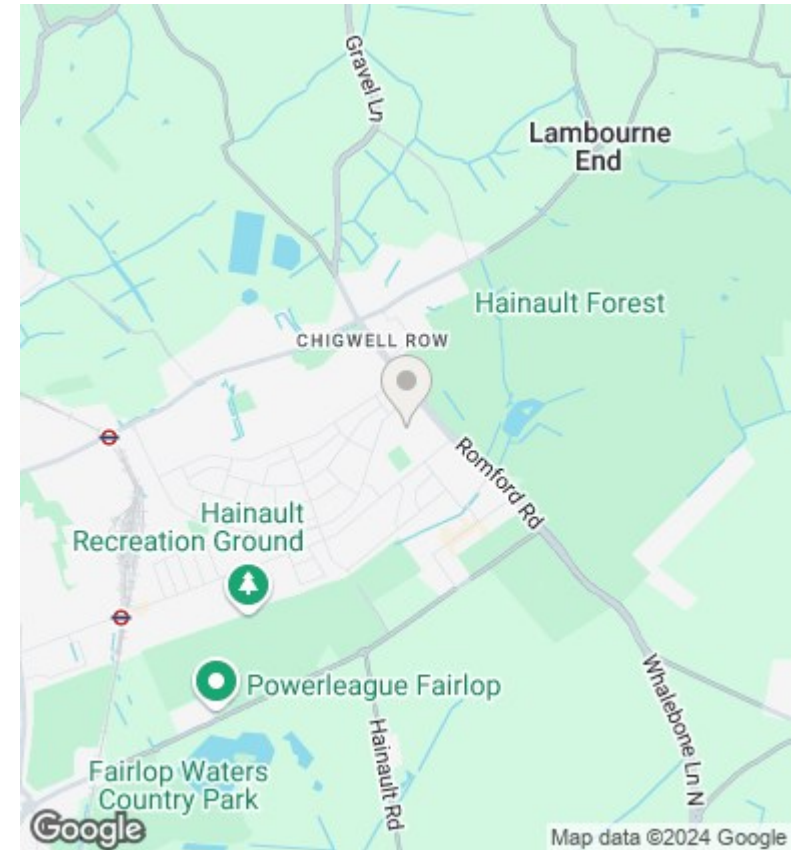 Gravel Ln
Lambourne
End
Hainault Forest
CHIGWELL ROW
Romford Rd
Hainault
Recreation Ground
Powerleague Fairlop
Whalebone Ln N
Hainault Rd
Fairlop Waters
Country Park
Google
Map data ©2024 Google